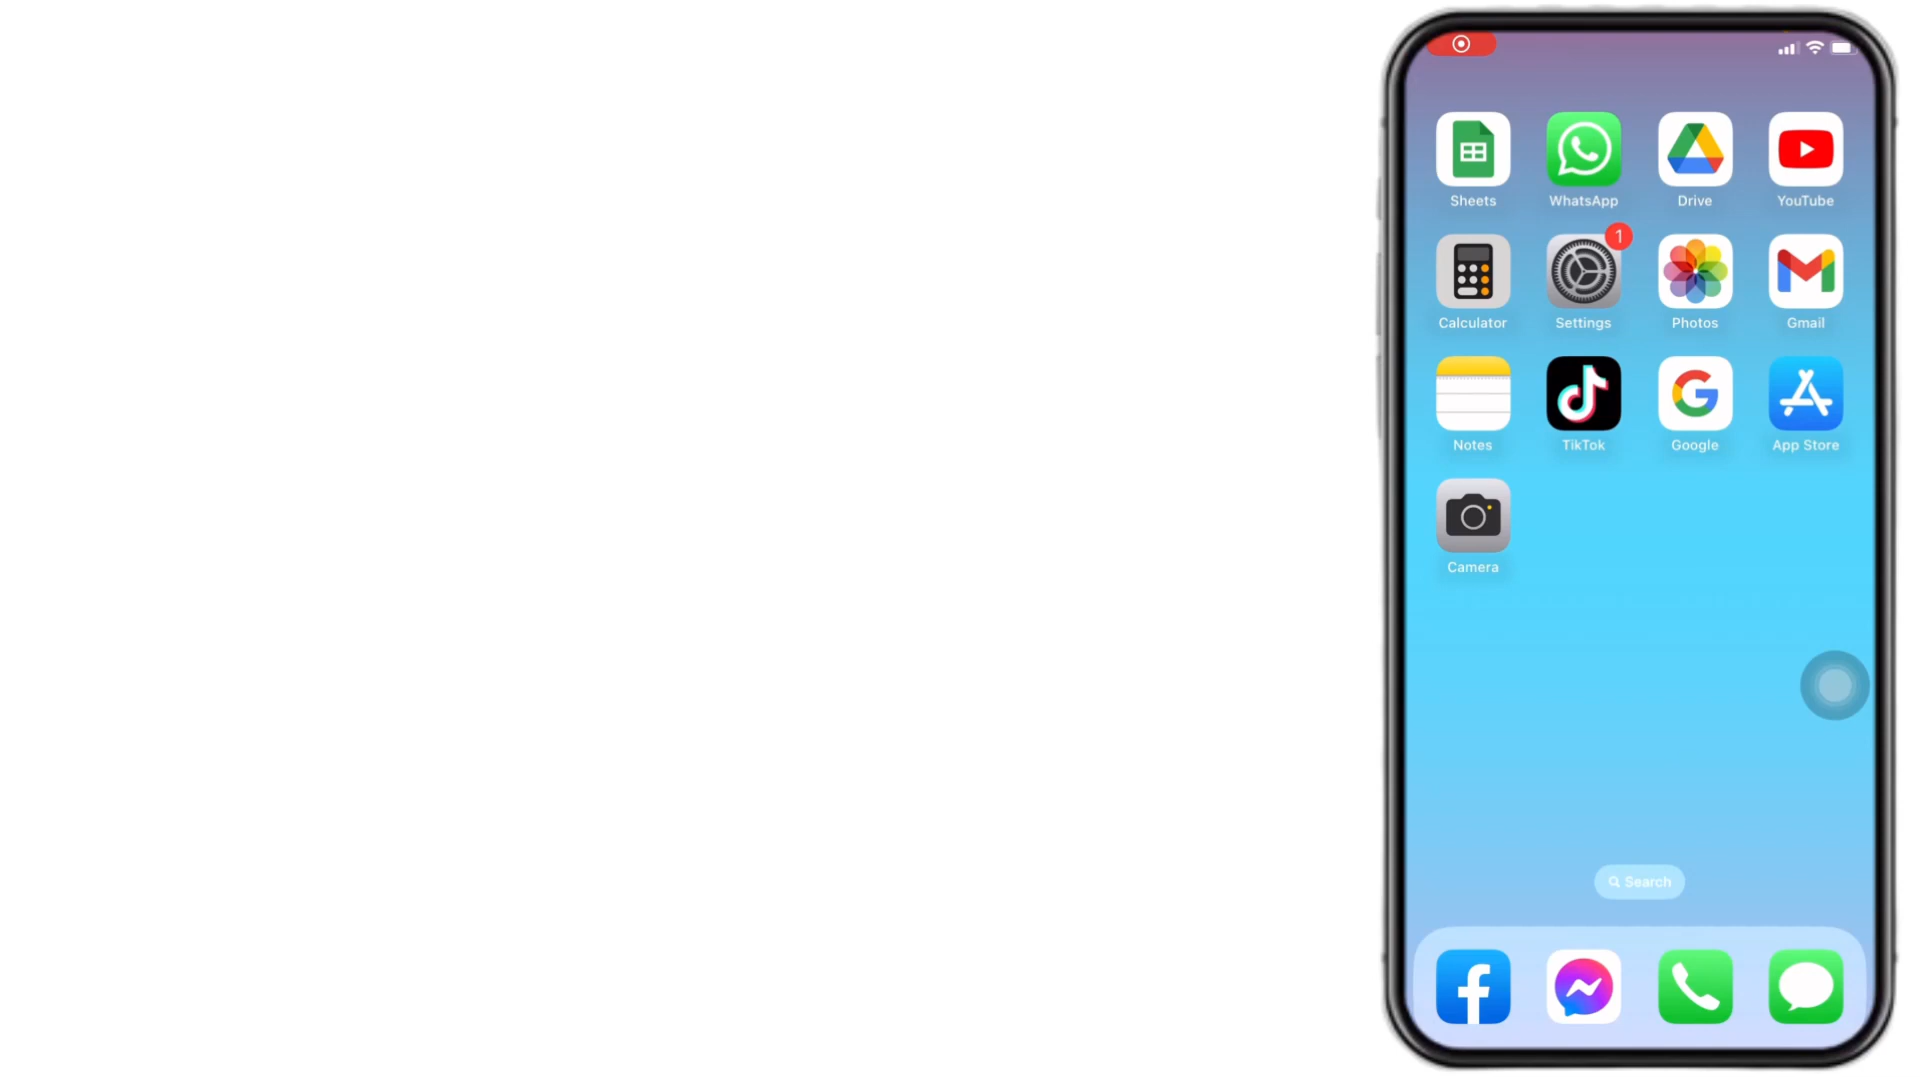 Sheets WhatsApp Drive YouTube
1
Calculator Settings Photos Gmail
Notes TikTok Google App Store
Camera
Search